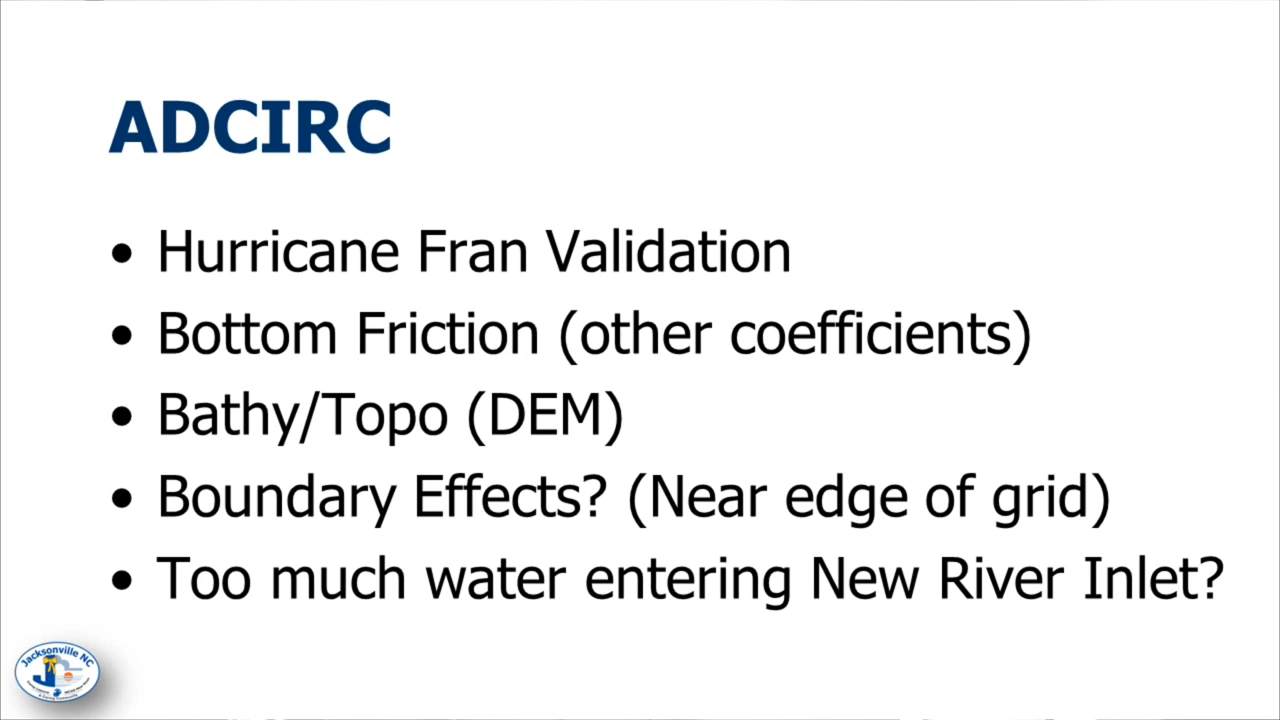 ADCIRC
• Hurricane Fran Validation
• Bottom Friction (other coefficients)
• Bathy/Topo (DEM)
• Boundary Effects? (Near edge of grid)
• Too much water entering New River Inlet?
Jacksonville NC